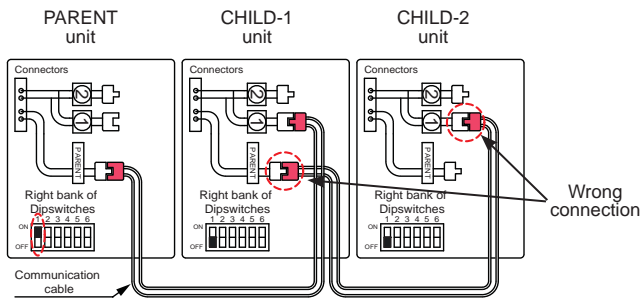 PARENT
unit
CHILD-1
unit
CHILD-2
unit
Connectors
2
1
PARENT
Right bank of
Dipswitches
1 2 3 4 5 6
ON
OFF
Connectors
2
1
PARENT
Right bank of
Dipswitches
1 2 3 4 5 6
ON
OFF
Connectors
2
1
PARENT
Right bank of
Dipswitches
1 2 3 4 5 6
ON
OFF
Wrong
connection
Communication
cable